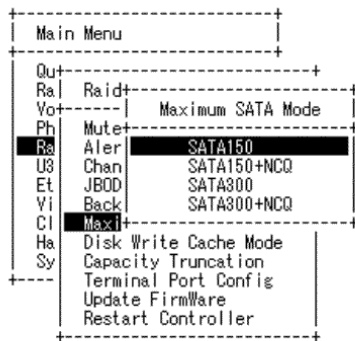 Main Menu
Qu
Ra Raid
Vo Maximum SATA Mode
Ph Mute
Ra Aler SATA150
U3 Chan SATA150+NCQ
Et JBOD SATA300
Vi Back SATA300+NCQ
Cl Maxi
Ha Disk Write Cache Mode
Sy Capacity Truncation
Terminal Port Config
Update FirmWare
Restart Controller